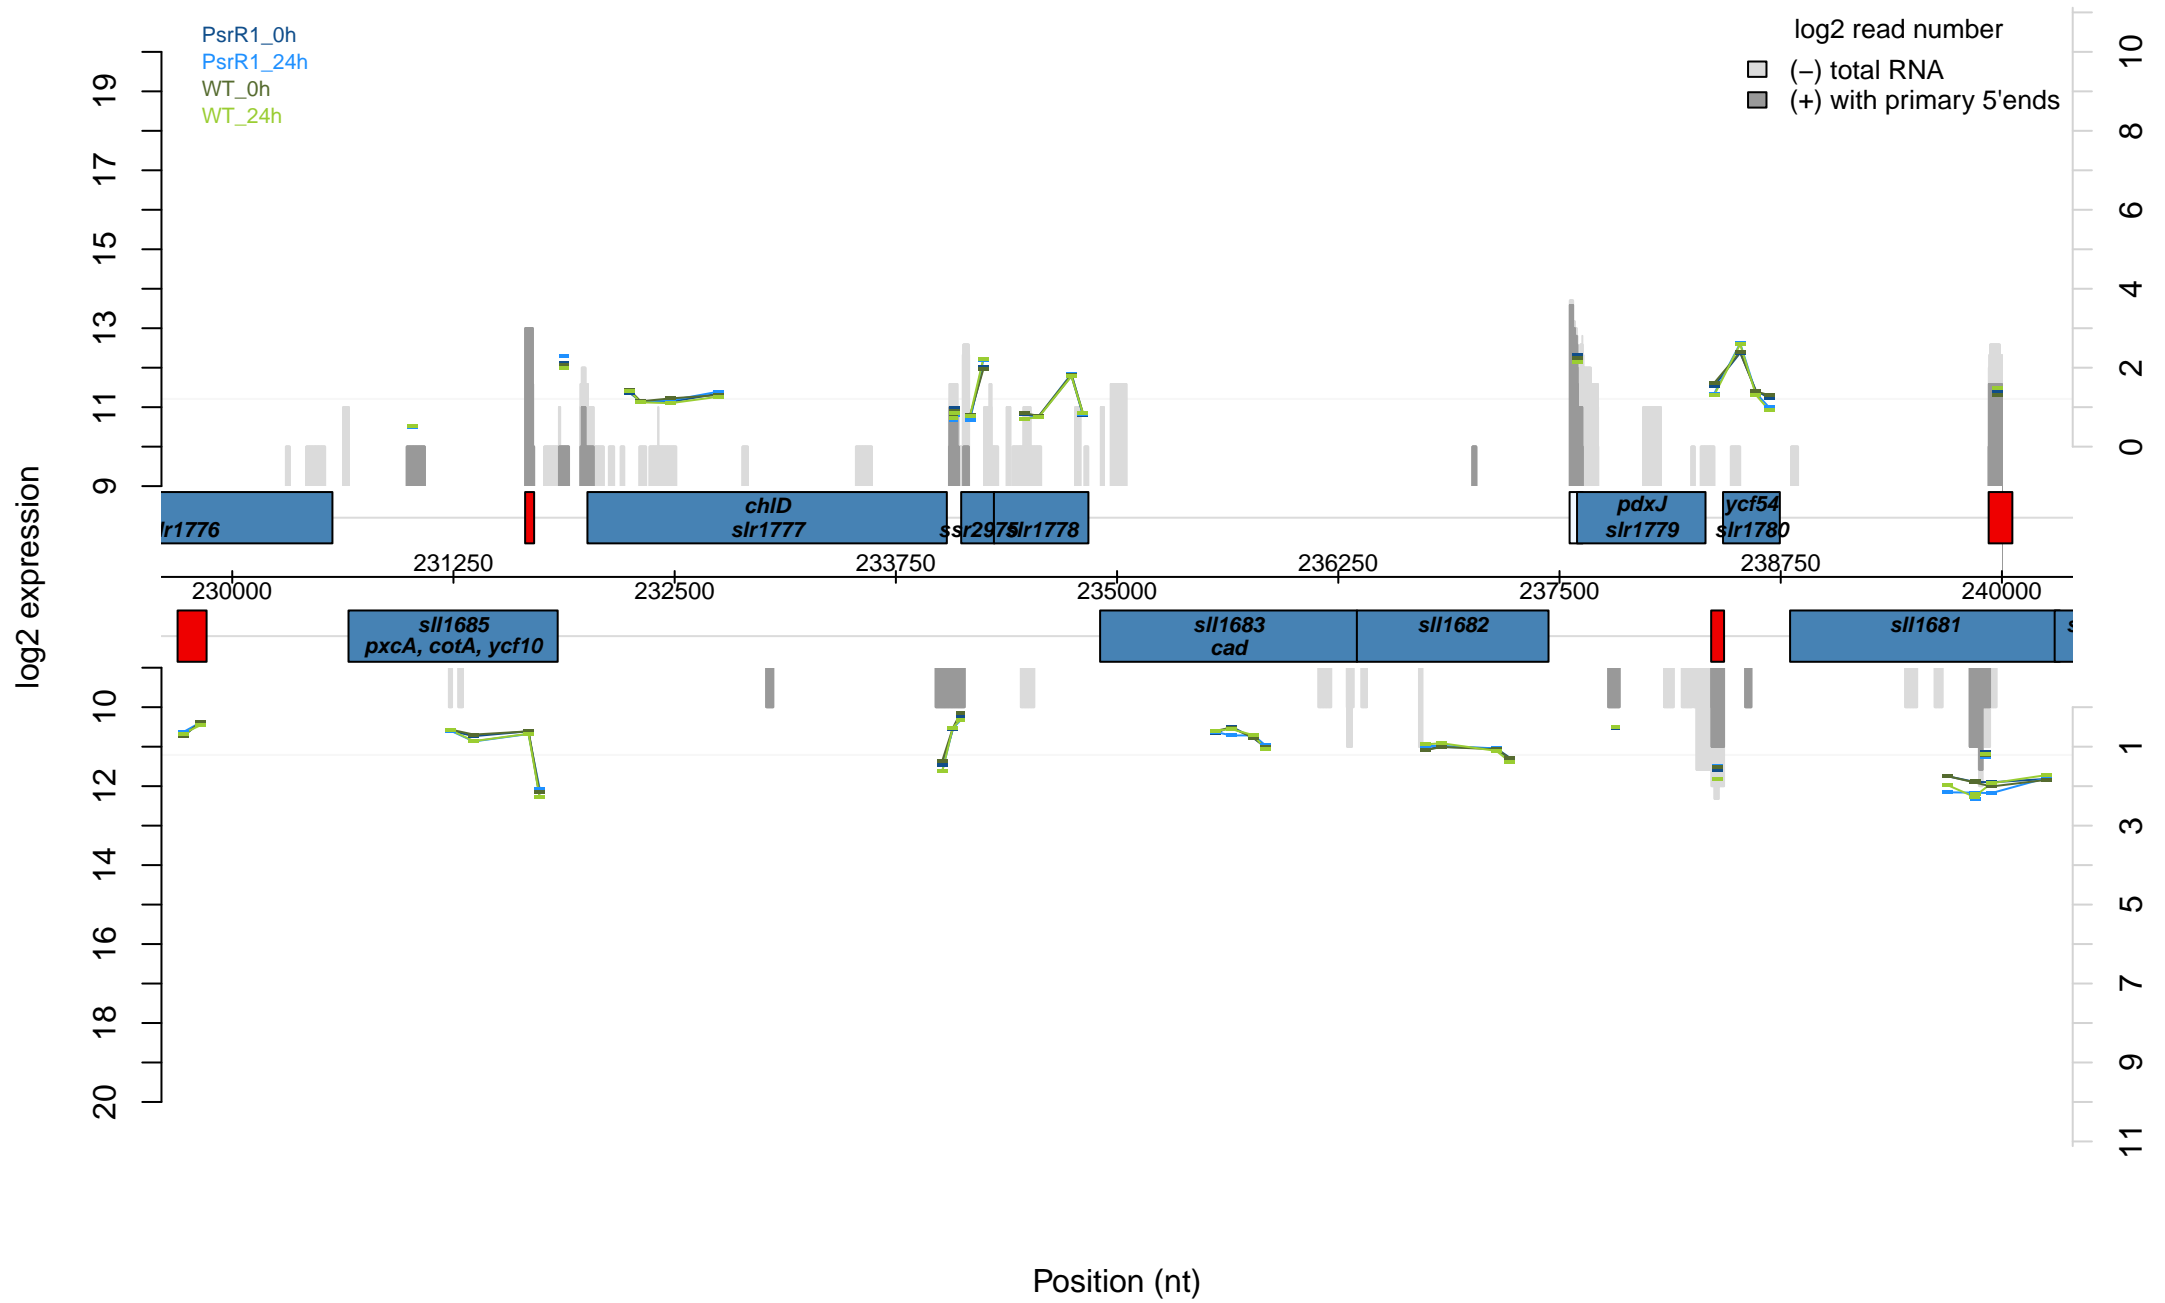 PsrR1_0h
PsrR1_24h
WT_0h
WT_24h
log2 read number
(−) total RNA
(+) with primary 5'ends
19
17
15
13
11
9
10
8
6
4
2
0
chlD
pdxJ
ycf54
lr1776
slr1777
ssr2975
slr1778
slr1779
slr1780
231250
233750
236250
238750
230000
232500
235000
237500
240000
sll1685
pxcA, cotA, ycf10
sll1683
cad
sll1682
sll1681
s
log2 expression
10
12
14
16
18
20
1
3
5
7
9
11
Position (nt)